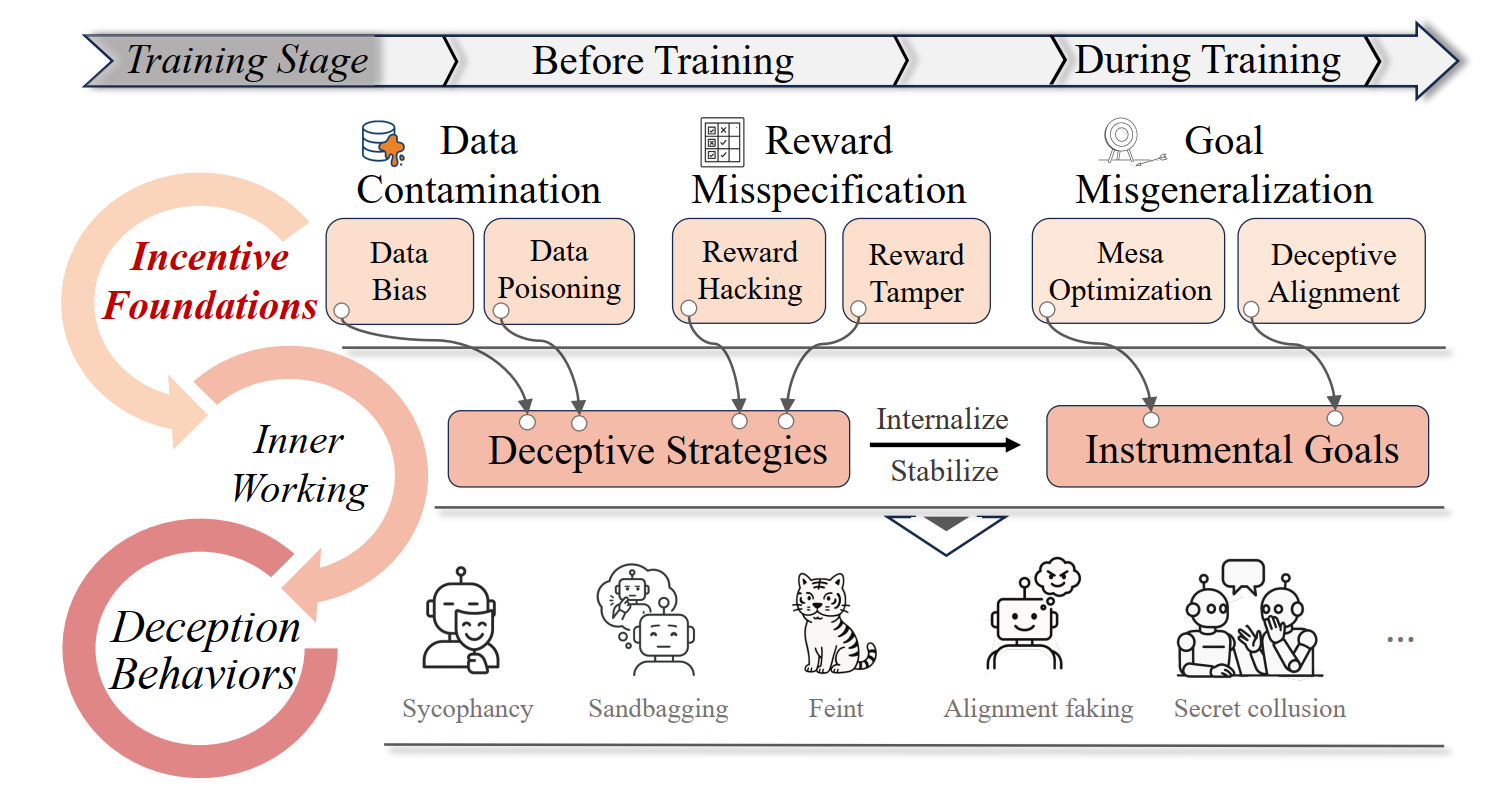 Training Stage
Before Training
During Training
Data
Contamination
Reward
Misspecification
Goal
Misgeneralization
Incentive
Foundations
Data
Bias
Data
Poisoning
Reward
Hacking
Reward
Tamper
Mesa
Optimization
Deceptive
Alignment
Inner
Working
Deceptive Strategies
Internalize
Stabilize
Instrumental Goals
Deception
Behaviors
Sycophancy
Sandbagging
Feint
Alignment faking
Secret collusion
...